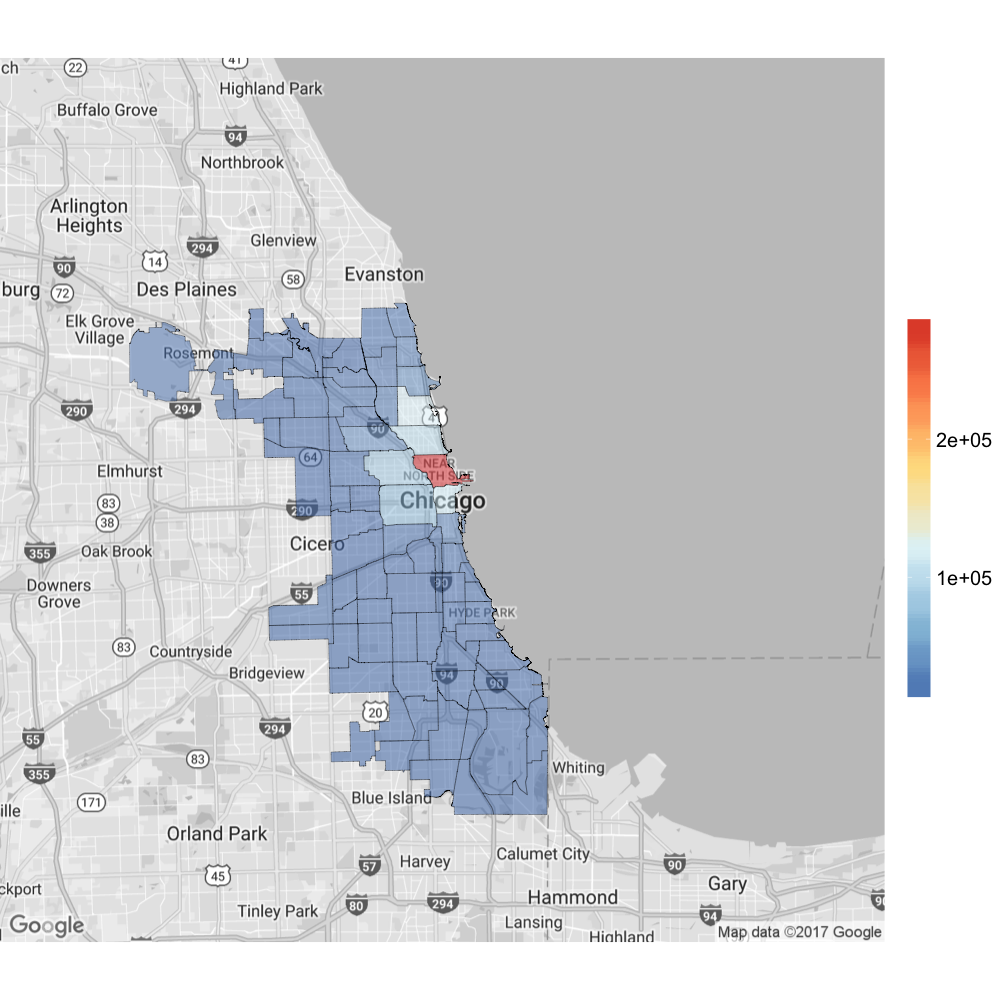 ch
22
41
Highland Park
Buffalo Grove
94
Northbrook
Arlington
Heights
294
Glenview
90
14
Evanston
58
burg
72
Des Plaines
Elk Grove
Village
Rosemont
290
294
41
90
64
NEAR
NORTH SIDE
2e+05
Elmhurst
Chicago
83
290
38
355
Oak Brook
Cicero
1e+05
Downers
Grove
55
90
HYDE PARK
83
Countryside
Bridgeview
94
90
20
294
55
83
355
Whiting
Blue Island
171
ille
Orland Park
Calumet City
57
Harvey
90
45
Gary
ckport
Hammond
80
294
90
Tinley Park
94
Lansing
Google
Highland
Map data ©2017 Google